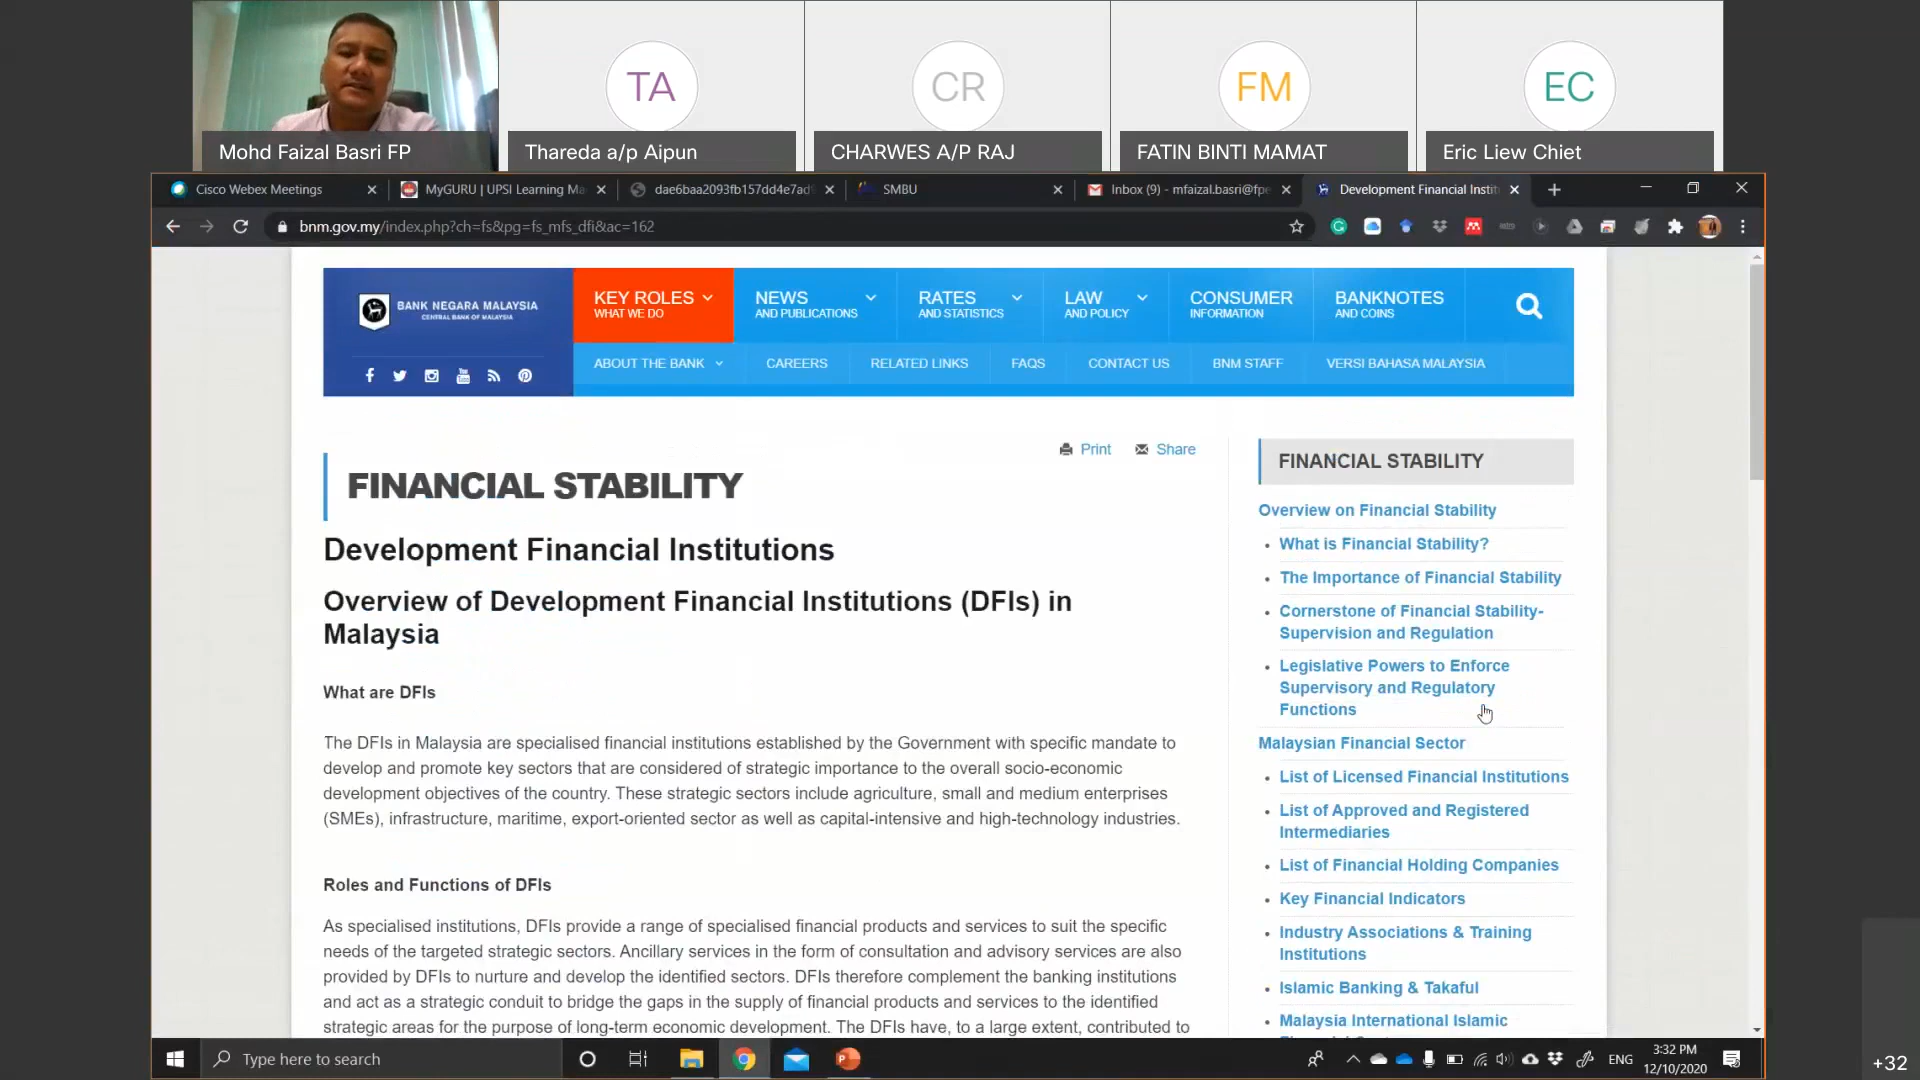 TA
CR
FM
EC
Mohd Faizal Basri FP
Thareda a/p Aipun
CHARWES A/P RAJ
FATIN BINTI MAMAT
Eric Liew Chiet
Cisco Webex Meetings
MyGURU | UPSI Learning Ma
dae6baa2093fb157dd4e7ad9
SMBU
Inbox (9) - mfaizal.basri@fpe
Development Financial Instit
bnm.gov.my/index.php?ch=fs&pg=fs_mfs_dfi&ac=162
BANK NEGARA MALAYSIA
CENTRAL BANK OF MALAYSIA
KEY ROLES
WHAT WE DO
NEWS
AND PUBLICATIONS
RATES
AND STATISTICS
LAW
AND POLICY
CONSUMER
INFORMATION
BANKNOTES
AND COINS
ABOUT THE BANK
CAREERS
RELATED LINKS
FAQS
CONTACT US
BNM STAFF
VERSI BAHASA MALAYSIA
Print
Share
FINANCIAL STABILITY
Development Financial Institutions
Overview of Development Financial Institutions (DFIs) in
Malaysia
What are DFIs
The DFIs in Malaysia are specialised financial institutions established by the Government with specific mandate to
develop and promote key sectors that are considered of strategic importance to the overall socio-economic
development objectives of the country. These strategic sectors include agriculture, small and medium enterprises
(SMEs), infrastructure, maritime, export-oriented sector as well as capital-intensive and high-technology industries.
Roles and Functions of DFIs
As specialised institutions, DFIs provide a range of specialised financial products and services to suit the specific
needs of the targeted strategic sectors. Ancillary services in the form of consultation and advisory services are also
provided by DFIs to nurture and develop the identified sectors. DFIs therefore complement the banking institutions
and act as a strategic conduit to bridge the gaps in the supply of financial products and services to the identified
strategic areas for the purpose of long-term economic development. The DFIs have, to a large extent, contributed to
FINANCIAL STABILITY
Overview on Financial Stability
What is Financial Stability?
The Importance of Financial Stability
Cornerstone of Financial Stability-
Supervision and Regulation
Legislative Powers to Enforce
Supervisory and Regulatory
Functions
Malaysian Financial Sector
List of Licensed Financial Institutions
List of Approved and Registered
Intermediaries
List of Financial Holding Companies
Key Financial Indicators
Industry Associations & Training
Institutions
Islamic Banking & Takaful
Malaysia International Islamic
Type here to search
ENG
3:32 PM
12/10/2020
+32